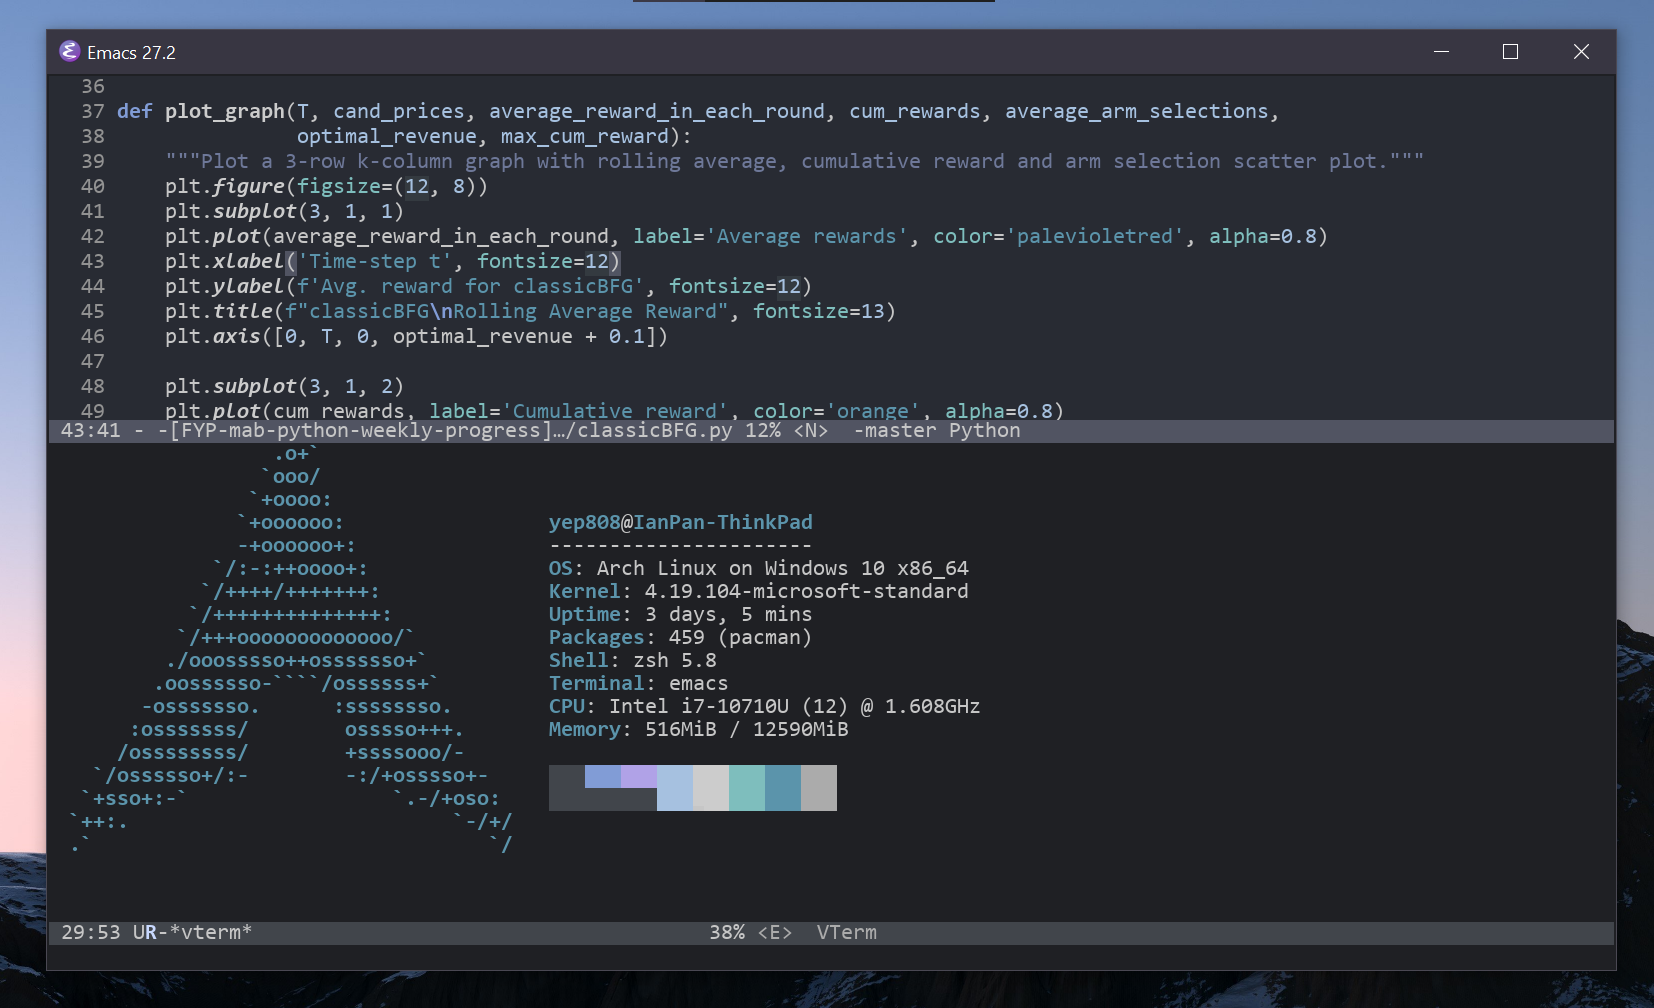 Emacs 27.2
36
37 def plot_graph(T, cand_prices, average_reward_in_each_round, cum_rewards, average_arm_selections,
38                optimal_revenue, max_cum_reward):
39     """Plot a 3-row k-column graph with rolling average, cumulative reward and arm selection scatter plot."""
40     plt.figure(figsize=(12, 8))
41     plt.subplot(3, 1, 1)
42     plt.plot(average_reward_in_each_round, label='Average rewards', color='palevioletred', alpha=0.8)
43     plt.xlabel('Time-step t', fontsize=12)
44     plt.ylabel(f'Avg. reward for classicBFG', fontsize=12)
45     plt.title(f"classicBFG\nRolling Average Reward", fontsize=13)
46     plt.axis([0, T, 0, optimal_revenue + 0.1])
47
48     plt.subplot(3, 1, 2)
49     plt.plot(cum_rewards, label='Cumulative reward', color='orange', alpha=0.8)
43:41 - -[FYP-mab-python-weekly-progress]…/classicBFG.py 12% <N>  -master Python
                 .o+`
                `ooo/
               `+oooo:
              `+oooooo:               yep808@IanPan-ThinkPad
              -+oooooo+:              ----------------------
            `/:-:++oooo+:             OS: Arch Linux on Windows 10 x86_64
           `/++++/+++++++:            Kernel: 4.19.104-microsoft-standard
          `/++++++++++++++:           Uptime: 3 days, 5 mins
         `/+++ooooooooooooo/`         Packages: 459 (pacman)
        ./ooosssso++osssssso+`        Shell: zsh 5.8
       .oossssso-````/ossssss+`       Terminal: emacs
      -osssssso.      :ssssssso.      CPU: Intel i7-10710U (12) @ 1.608GHz
     :osssssss/        osssso+++.     Memory: 516MiB / 12590MiB
    /ossssssss/        +ssssooo/-
  `/ossssso+/:-        -:/+osssso+-
 `+sso+:-`                 `.-/+oso:
`++:.                           `-/+/
.`                                 `/
29:53 UR-*vterm*                                      38% <E>  VTerm